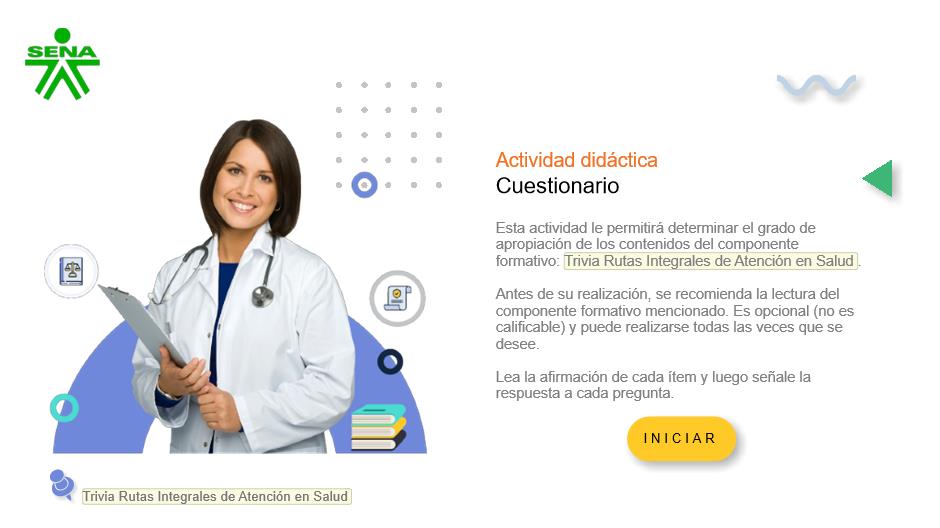 SENA
Actividad didáctica
Cuestionario
Esta actividad le permitirá determinar el grado de
apropiación de los contenidos del componente
formativo: Trivia Rutas Integrales de Atención en Salud .
Antes de su realización, se recomienda la lectura del
componente formativo mencionado. Es opcional (no es
calificable) y puede realizarse todas las veces que se
desee.
Lea la afirmación de cada ítem y luego señale la
respuesta a cada pregunta.
INICIAR
Trivia Rutas Integrales de Atención en Salud